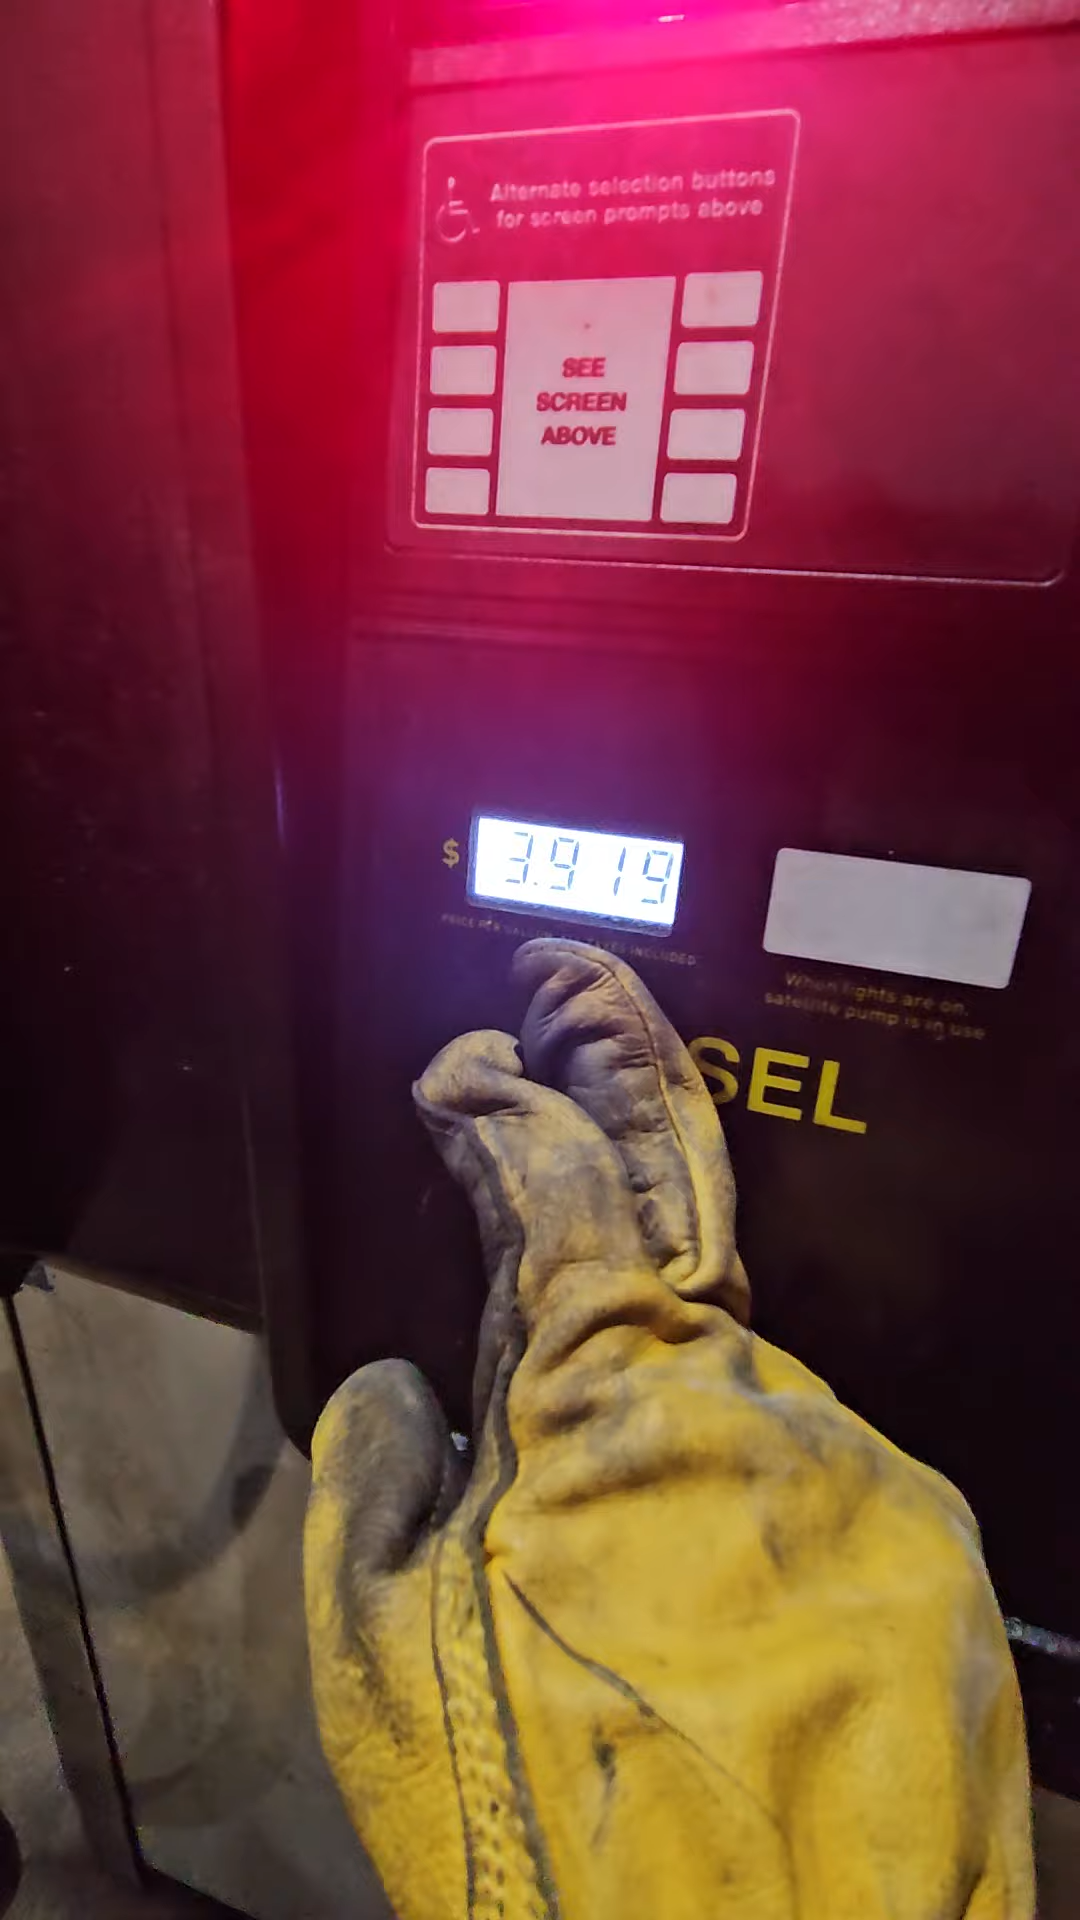 Alternate selection buttons
for screen prompts above
SEE
SCREEN
ABOVE
$ 3.919
PRICE PER GALLON ALL TAXES INCLUDED
When lights are on,
satellite pump is in use
SEL